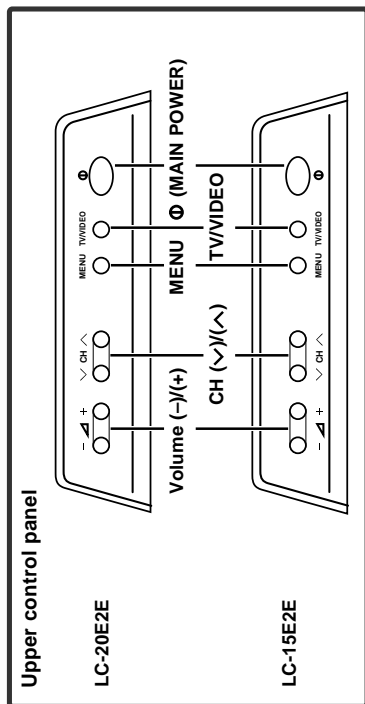 Upper control panel
LC-20E2E
– ◢ +
∨ CH ∧
MENU
TV/VIDEO
Volume (–)/(+)
CH (∨)/(∧)
MENU
TV/VIDEO
(MAIN POWER)
LC-15E2E
– ◢ +
∨ CH ∧
MENU
TV/VIDEO